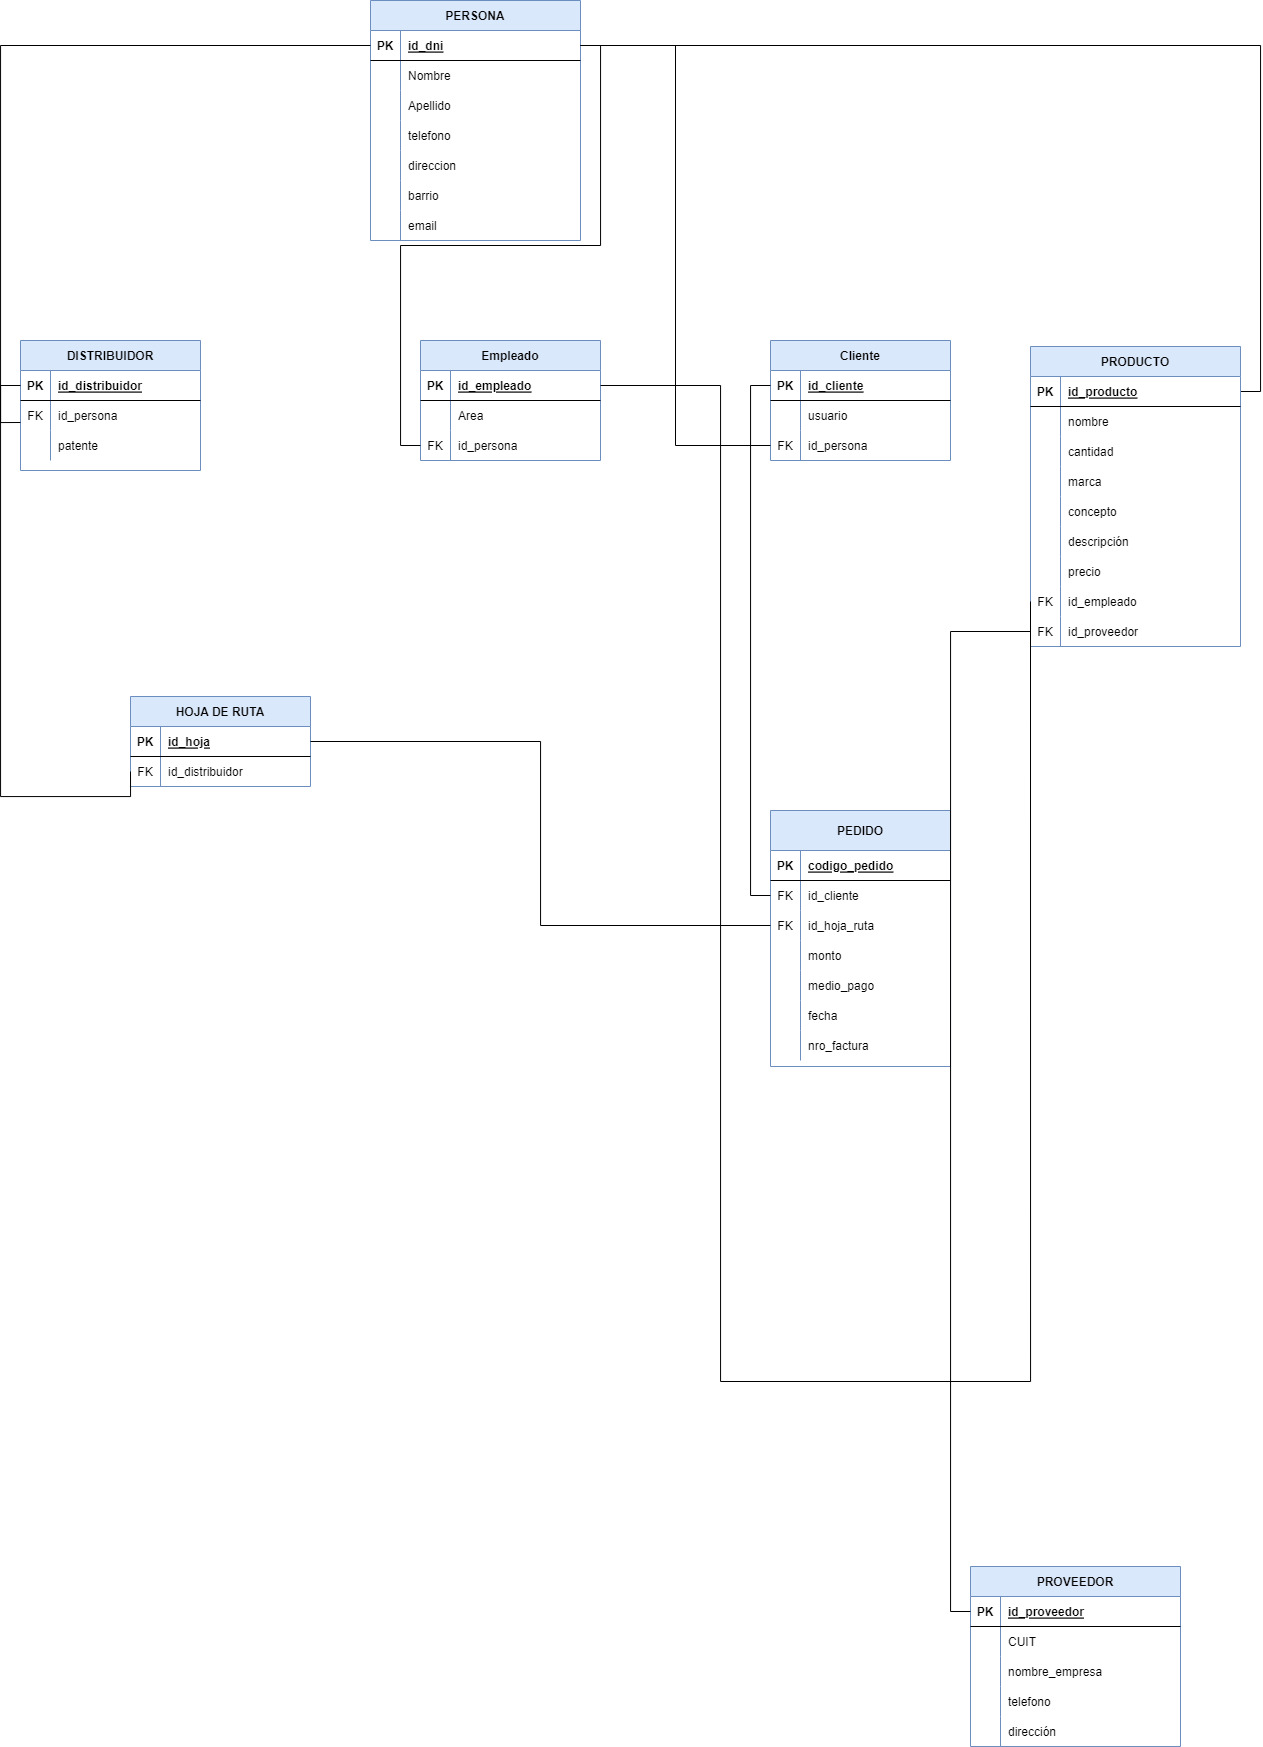 PERSONA
PK id_dni
Nombre
Apellido
telefono
direccion
barrio
email
DISTRIBUIDOR
PK id_distribuidor
FK id_persona
patente
Empleado
PK id_empleado
Area
FK id_persona
Cliente
PK id_cliente
usuario
FK id_persona
PRODUCTO
PK id_producto
nombre
cantidad
marca
concepto
descripción
precio
FK id_empleado
FK id_proveedor
HOJA DE RUTA
PK id_hoja
FK id_distribuidor
PEDIDO
PK codigo_pedido
FK id_cliente
FK id_hoja_ruta
monto
medio_pago
fecha
nro_factura
PROVEEDOR
PK id_proveedor
CUIT
nombre_empresa
telefono
dirección